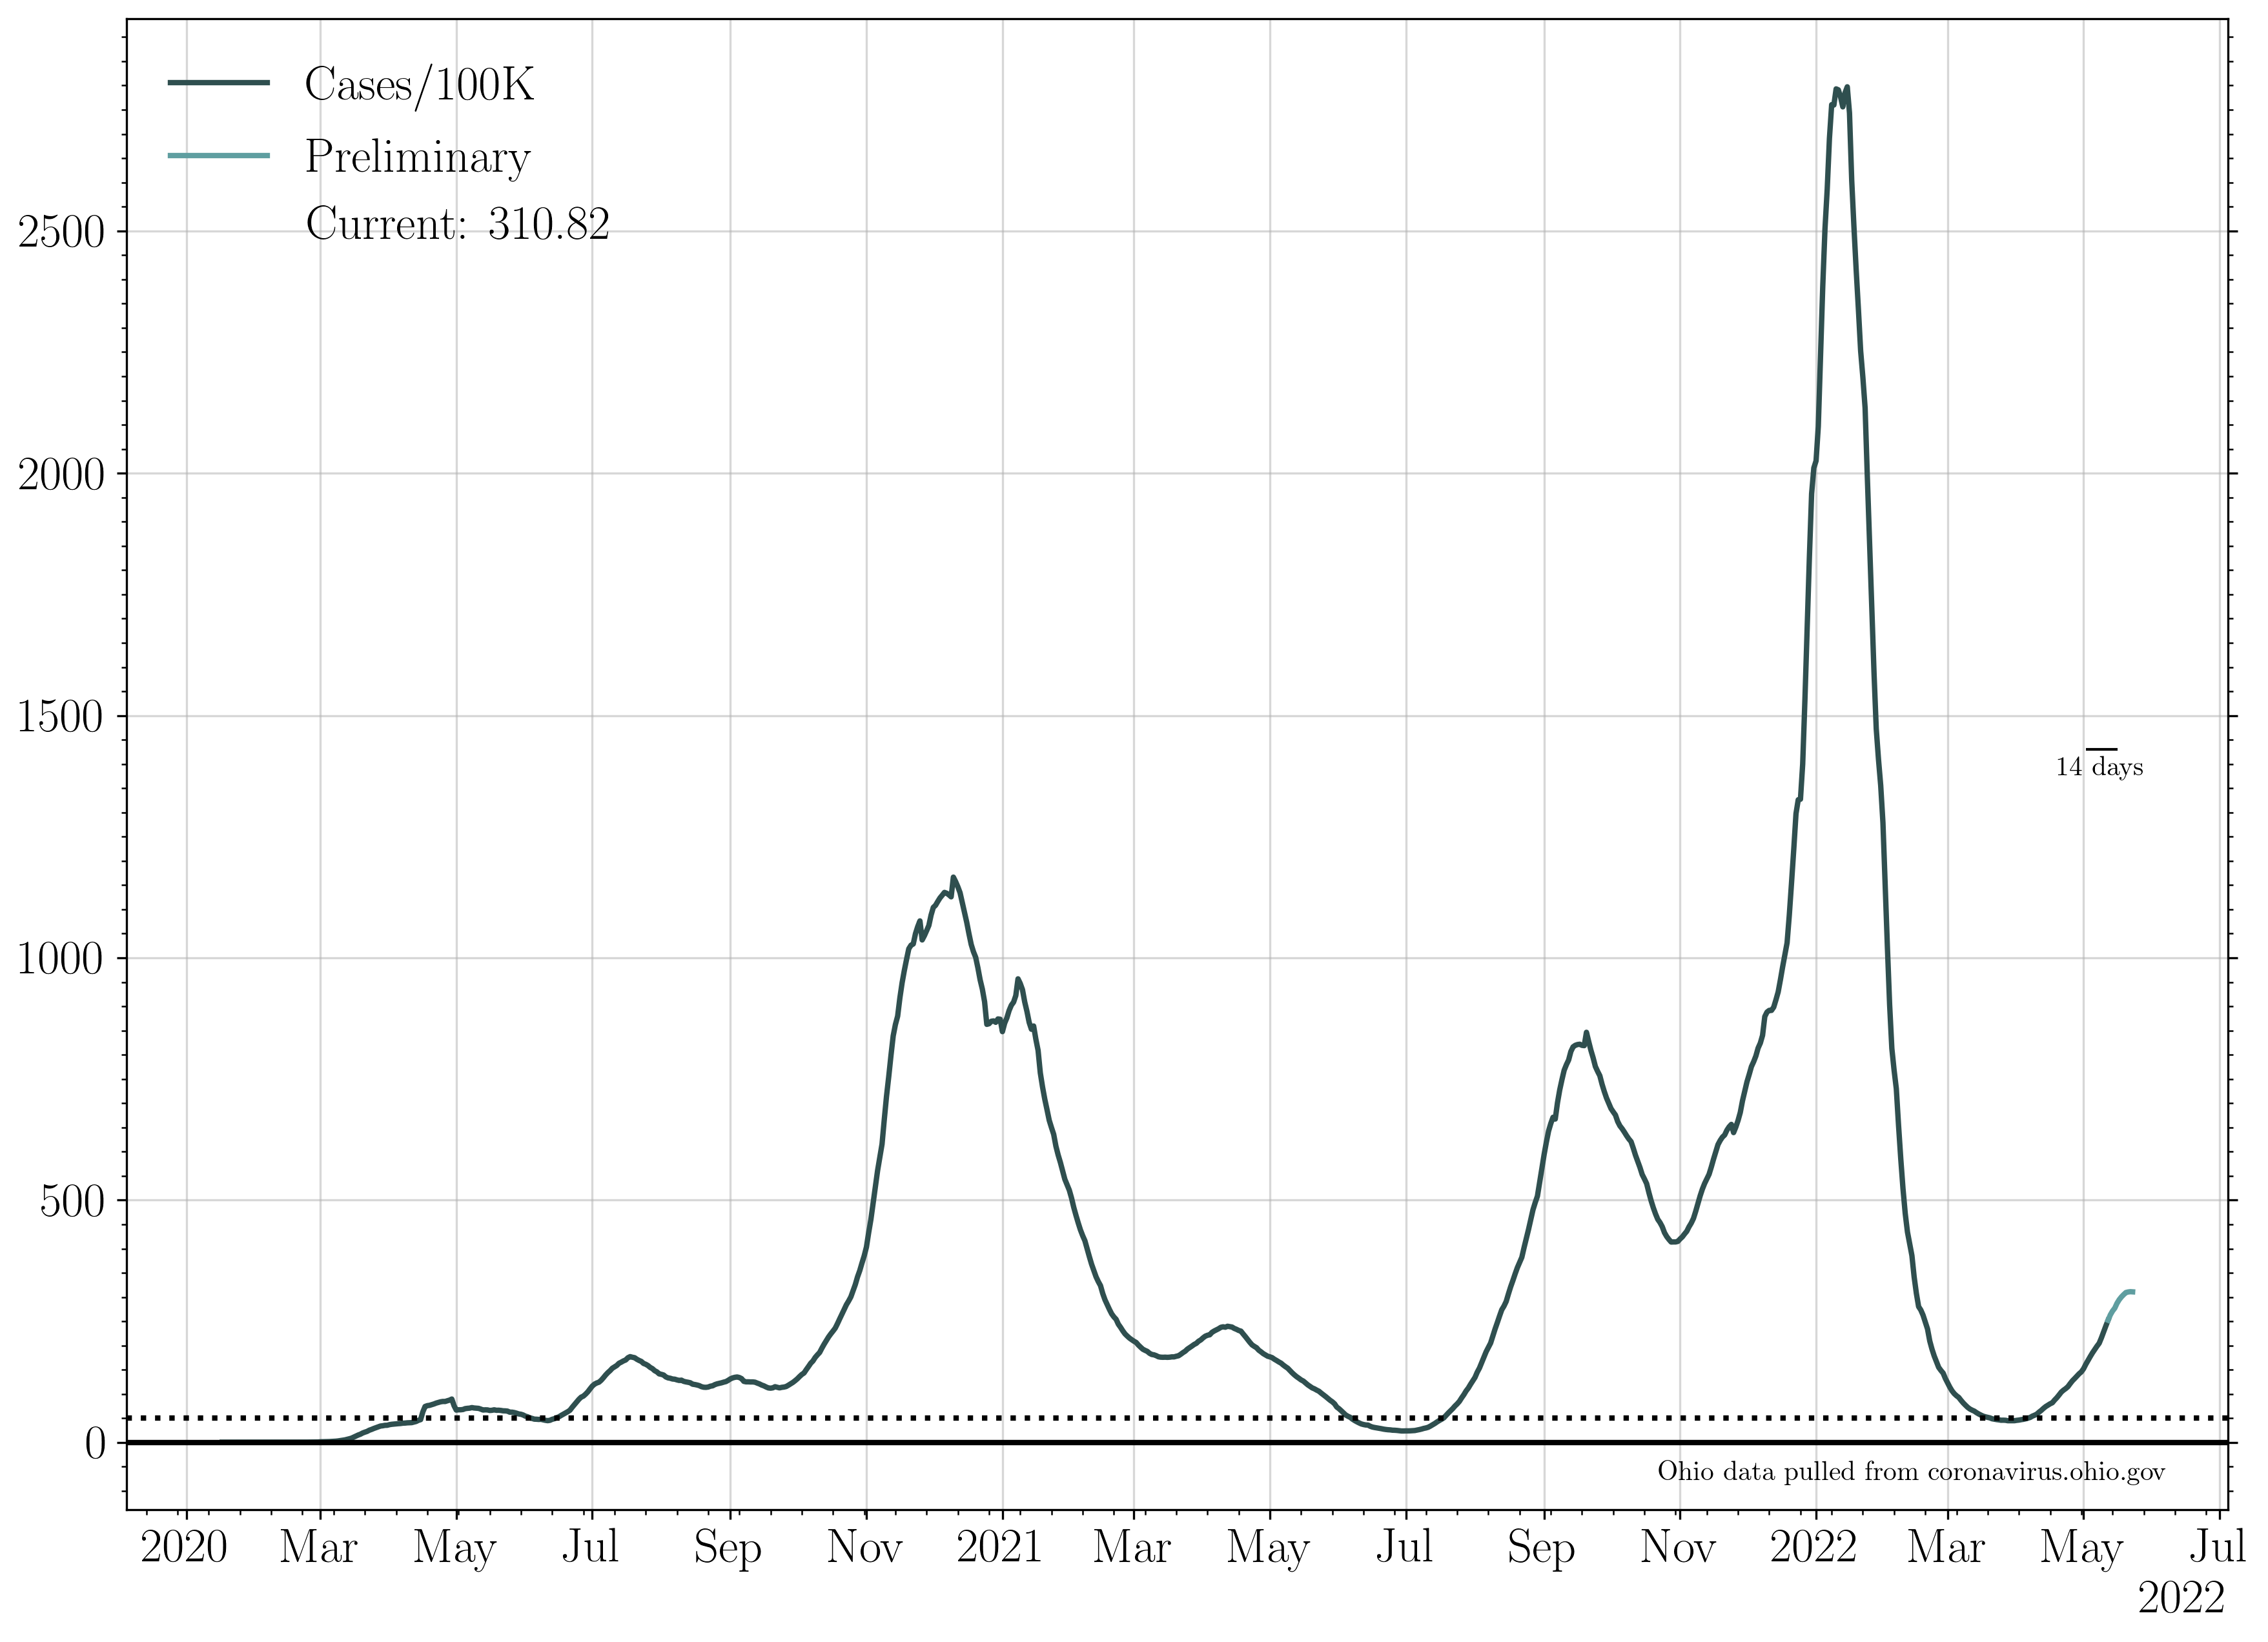 Cases/100K
Preliminary
Current: 310.82
2500
2000
1500
14 days
1000
500
0
Ohio data pulled from coronavirus.ohio.gov
2020 Mar May Jul Sep Nov 2021 Mar May Jul Sep Nov 2022 Mar May Jul
2022